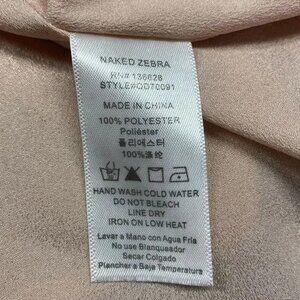 NAKED ZEBRA
RN# 136628
STYLE#OD70091
MADE IN CHINA
100% POLYESTER
Poliéster
폴리에스터
100%涤纶
HAND WASH COLD WATER
DO NOT BLEACH
LINE DRY
IRON ON LOW HEAT
Lavar a Mano con Agua Fria
No use Blanqueador
Secar Colgado
Planchar a Baja Temperatura